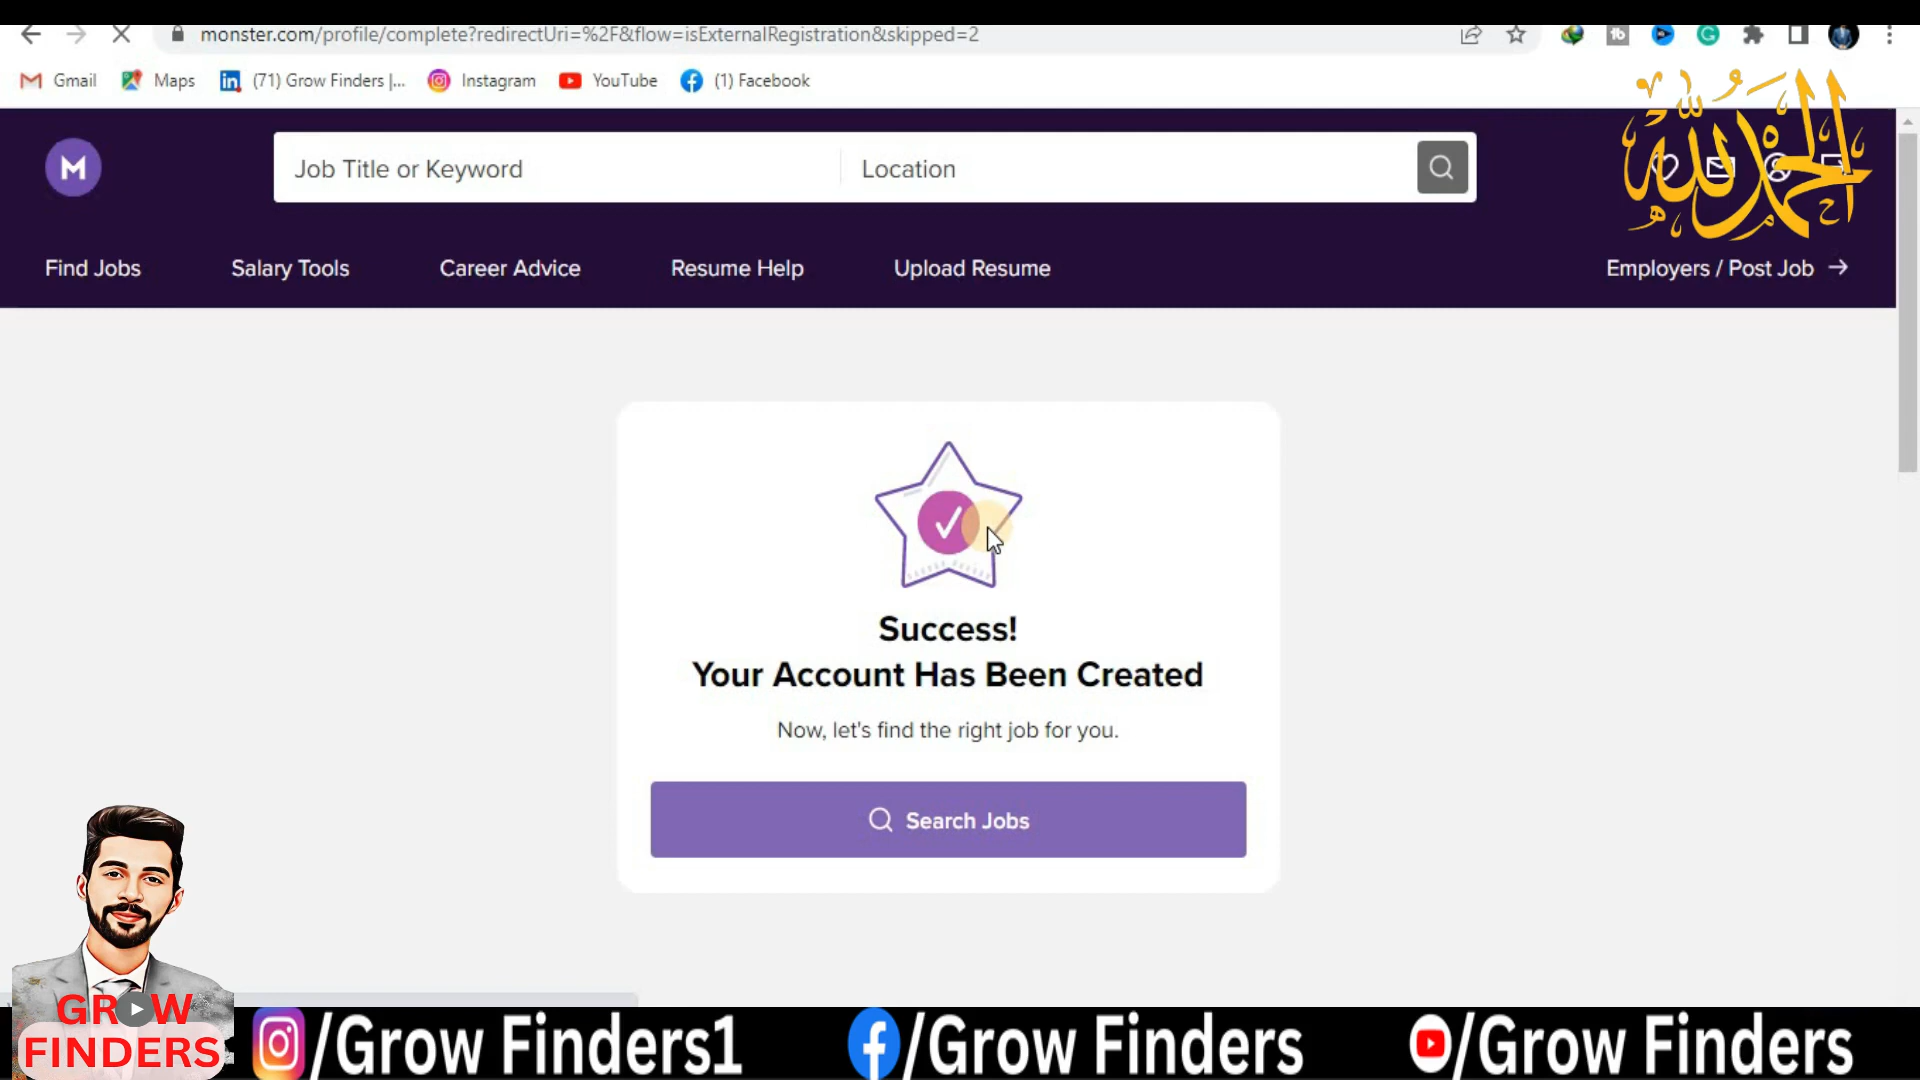 monster.com/profile/complete?redirectUri=%2F&flow=isExternalRegistration&skipped=2
Gmail
Maps
(71) Grow Finders |...
Instagram
YouTube
(1) Facebook
الحمد لله
M
Job Title or Keyword
Location
Find Jobs
Salary Tools
Career Advice
Resume Help
Upload Resume
Employers / Post Job
Success!
Your Account Has Been Created
Now, let's find the right job for you.
Search Jobs
GROW
FINDERS
/Grow Finders1
/Grow Finders
/Grow Finders